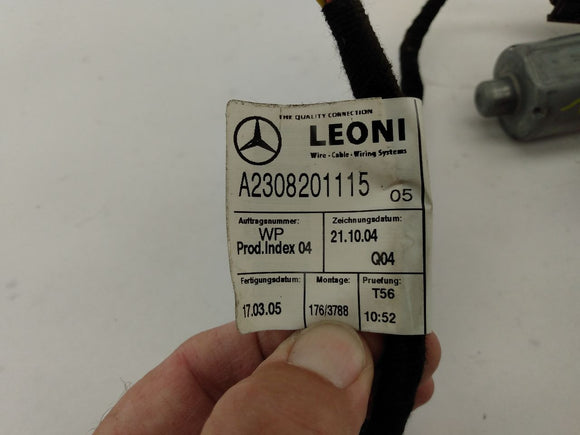 THE QUALITY CONNECTION
LEONI
Wire - Cable - Wiring Systems
A2308201115 05
Auftragsnummer: Zeichnungsdatum:
WP 21.10.04
Prod.Index 04 Q04
Fertigungsdatum: Montage: Pruefung:
T56
17.03.05 176/3788 10:52